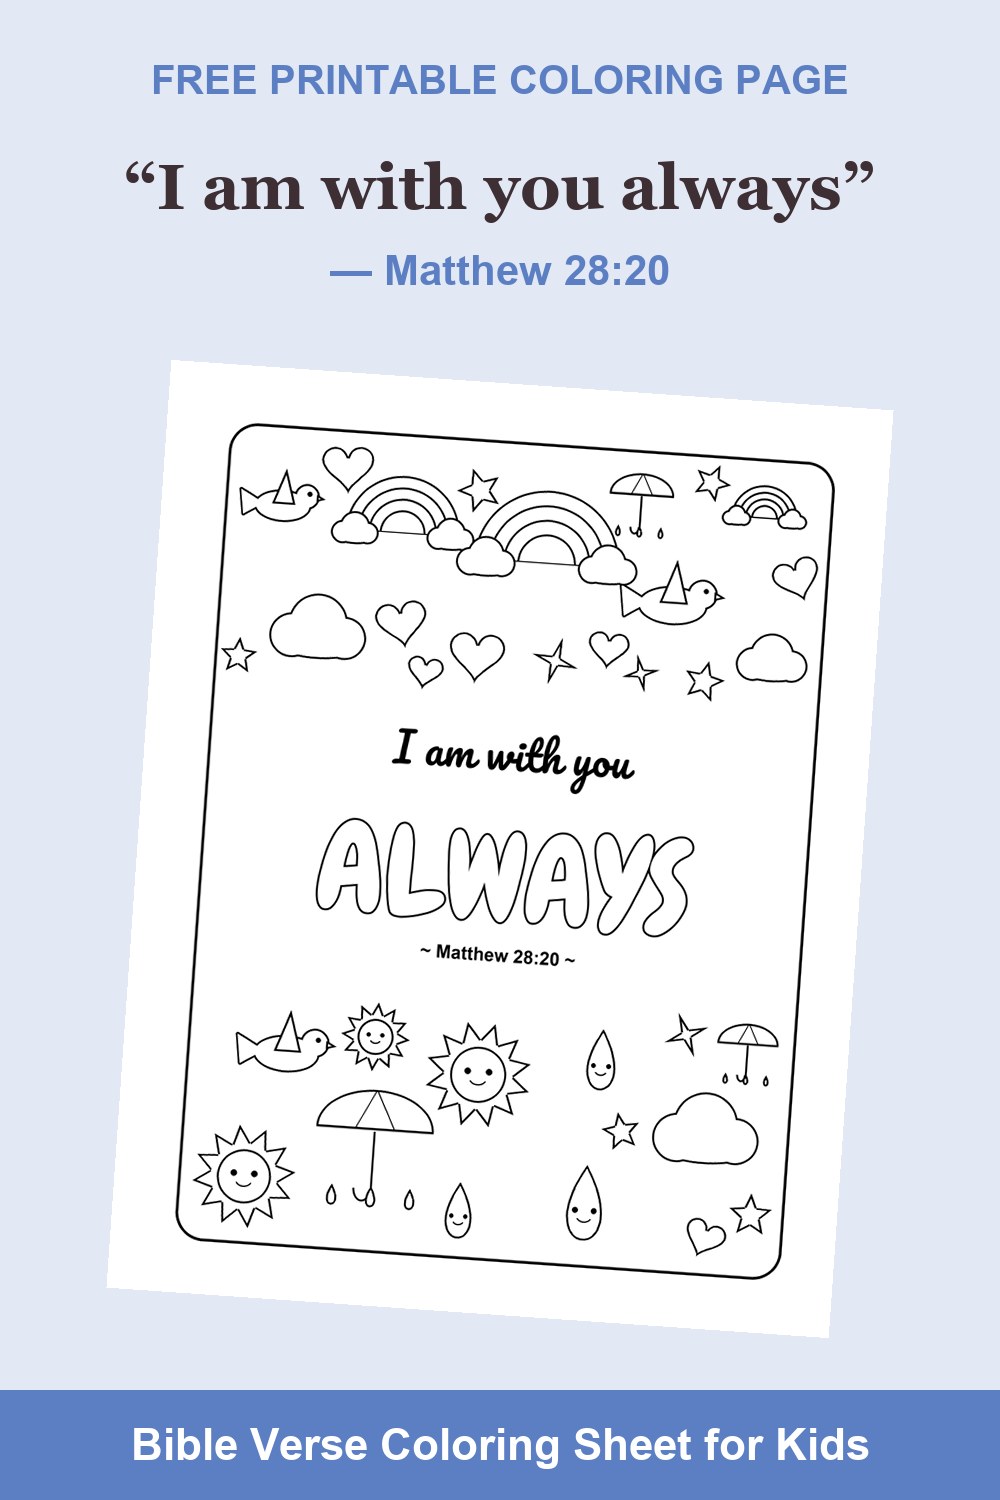 FREE PRINTABLE COLORING PAGE
“I am with you always”
— Matthew 28:20
I am with you
ALWAYS
~ Matthew 28:20 ~
Bible Verse Coloring Sheet for Kids